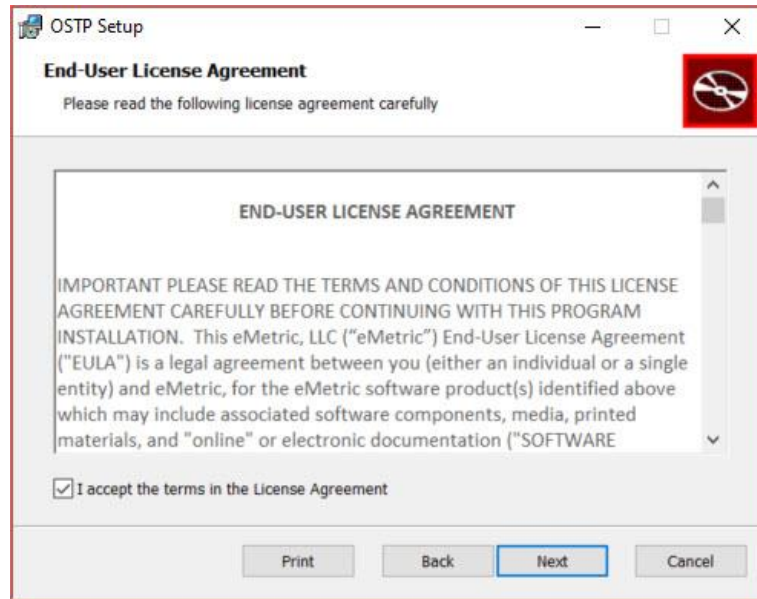 OSTP Setup
End-User License Agreement
Please read the following license agreement carefully
END-USER LICENSE AGREEMENT
IMPORTANT PLEASE READ THE TERMS AND CONDITIONS OF THIS LICENSE
AGREEMENT CAREFULLY BEFORE CONTINUING WITH THIS PROGRAM
INSTALLATION.  This eMetric, LLC (“eMetric”) End-User License Agreement
("EULA") is a legal agreement between you (either an individual or a single
entity) and eMetric, for the eMetric software product(s) identified above
which may include associated software components, media, printed
materials, and "online" or electronic documentation ("SOFTWARE
I accept the terms in the License Agreement
Print Back Next Cancel